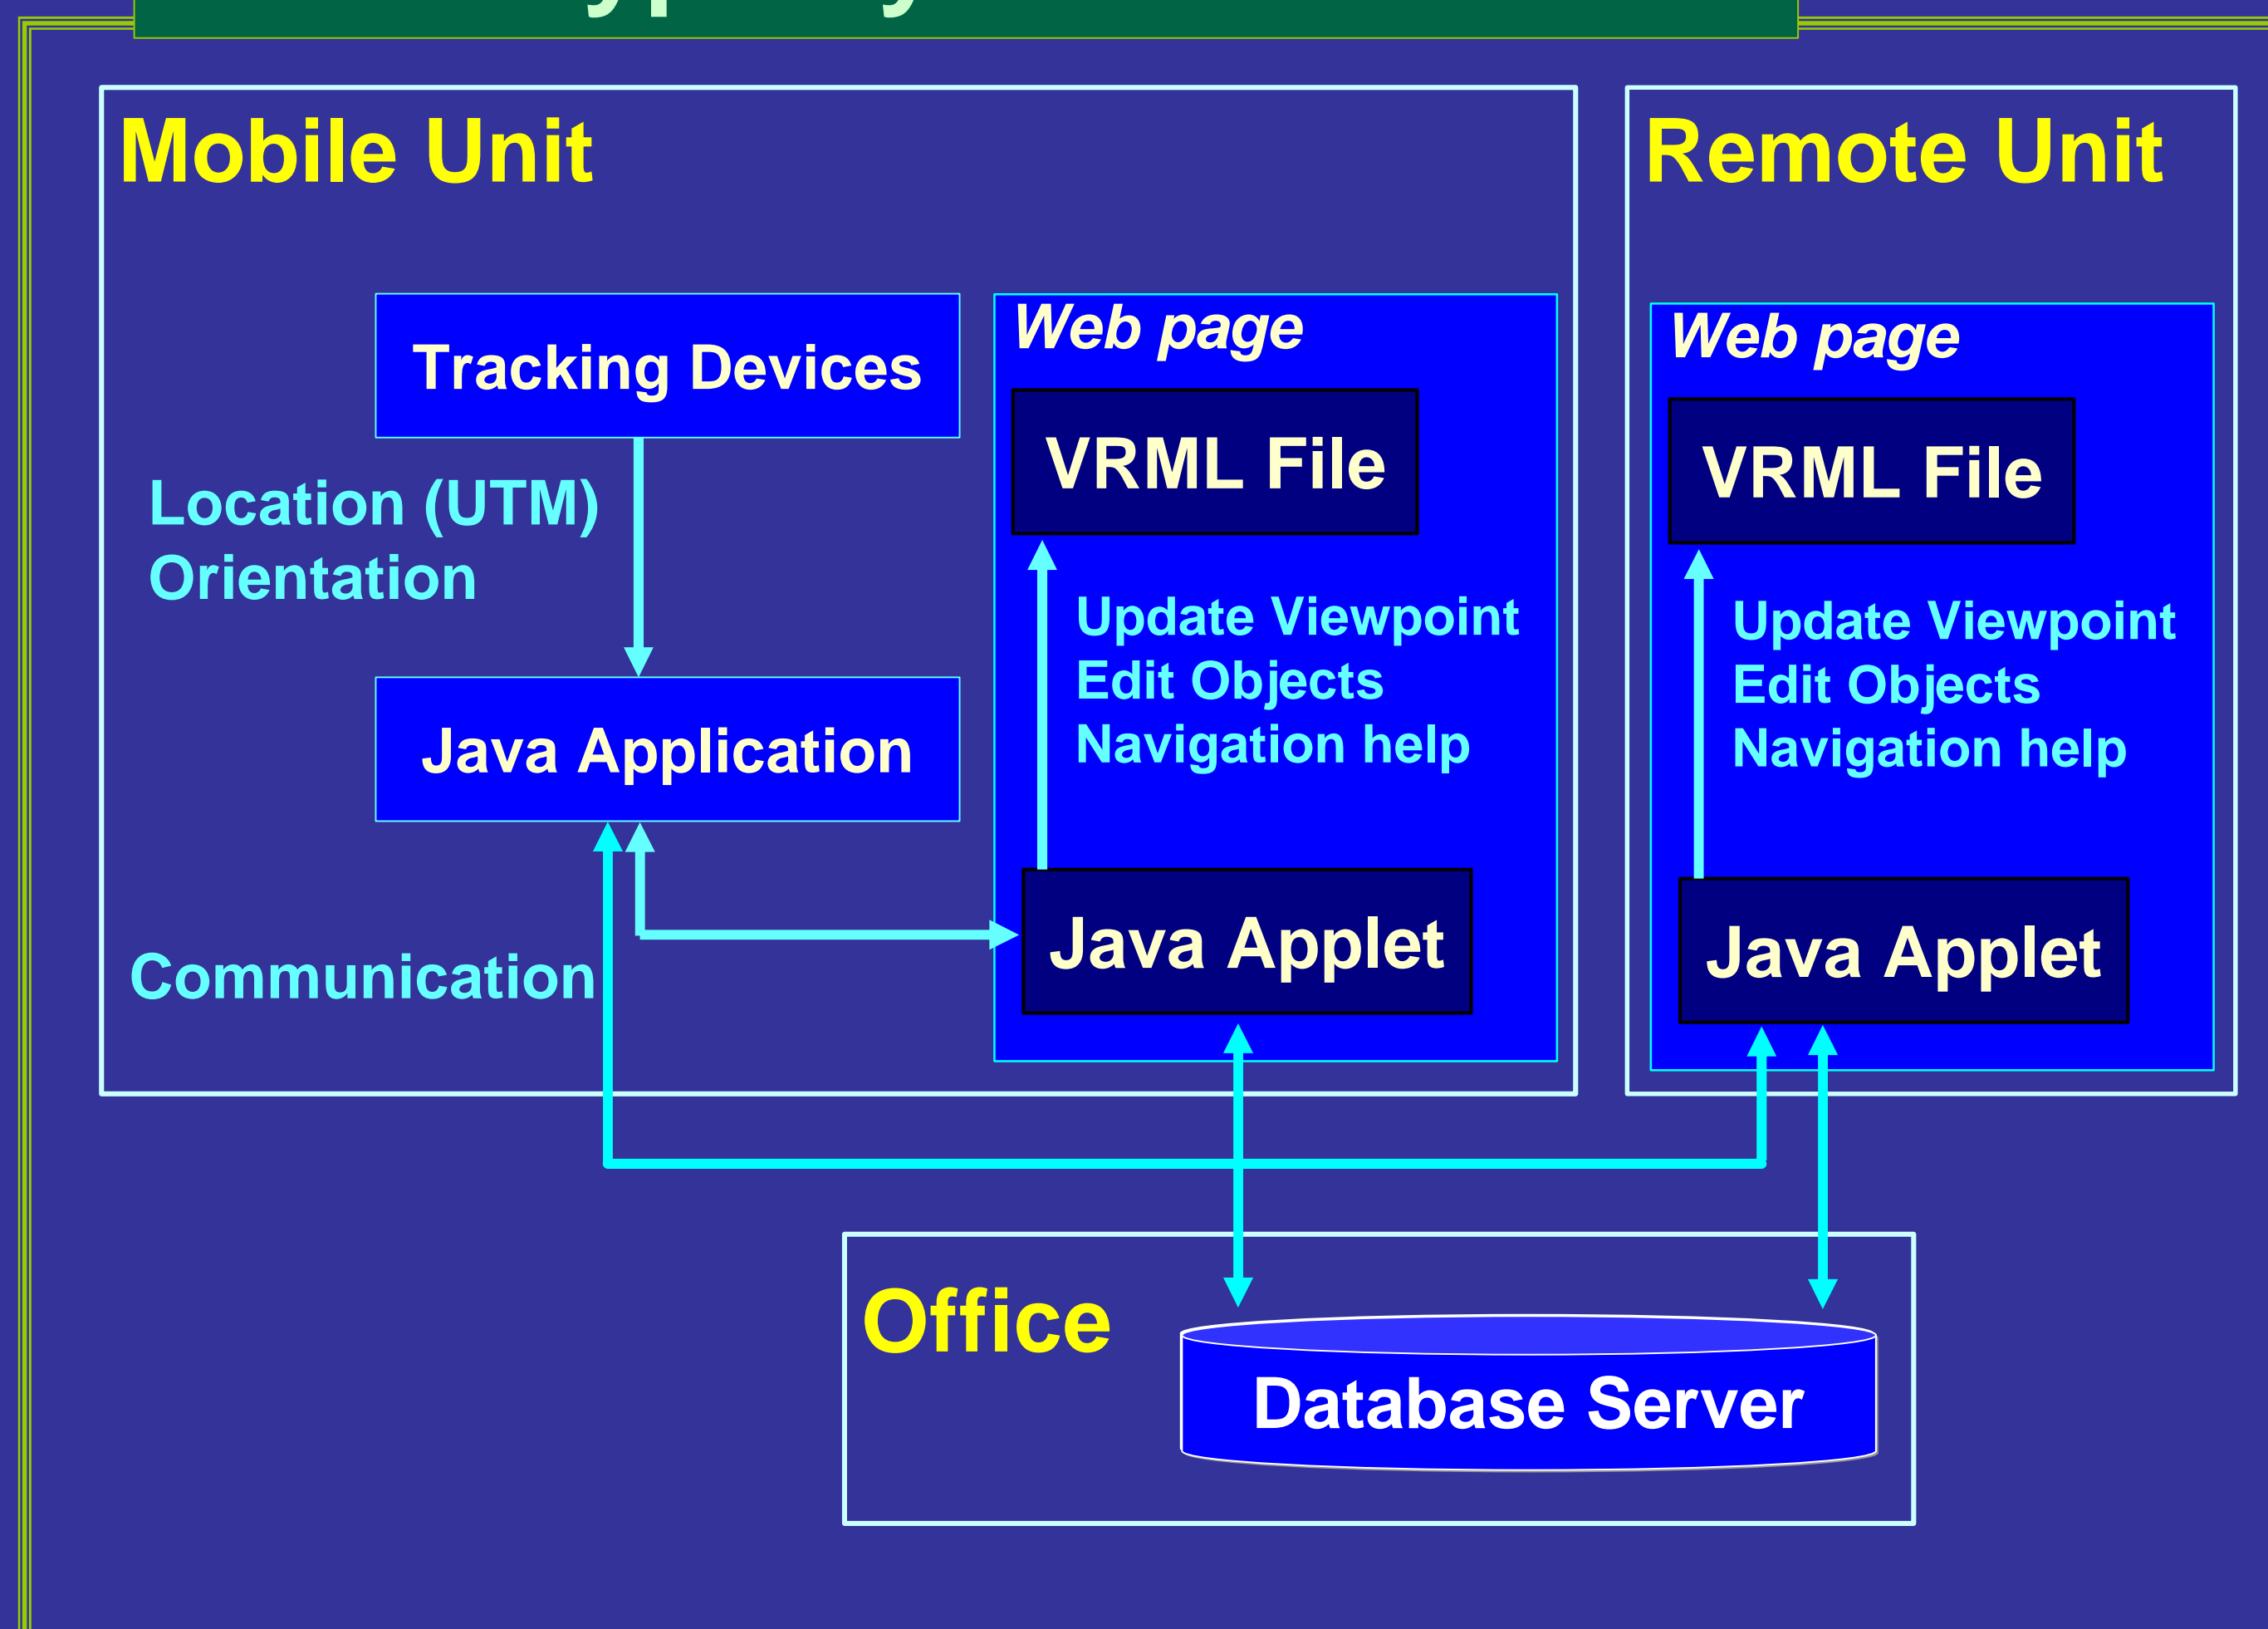 Mobile Unit
Tracking Devices
Location (UTM)
Orientation
Java Application
Communication
Web page
VRML File
Update Viewpoint
Edit Objects
Navigation help
Java Applet
Remote Unit
Web page
VRML File
Update Viewpoint
Edit Objects
Navigation help
Java Applet
Office
Database Server